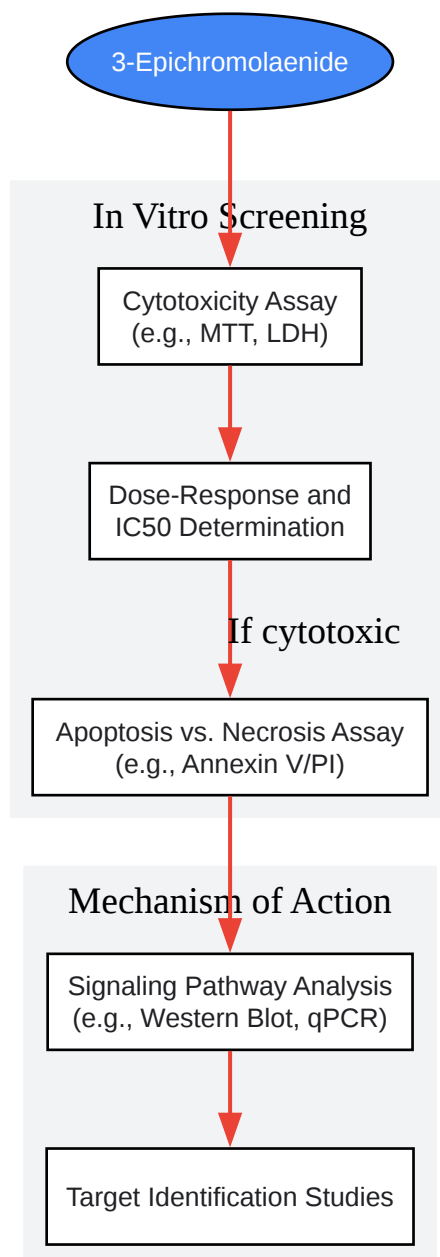 3-Epichromolaenide
In Vitro Screening
Cytotoxicity Assay
(e.g., MTT, LDH)
Dose-Response and
IC50 Determination
If cytotoxic
Apoptosis vs. Necrosis Assay
(e.g., Annexin V/PI)
Mechanism of Action
Signaling Pathway Analysis
(e.g., Western Blot, qPCR)
Target Identification Studies